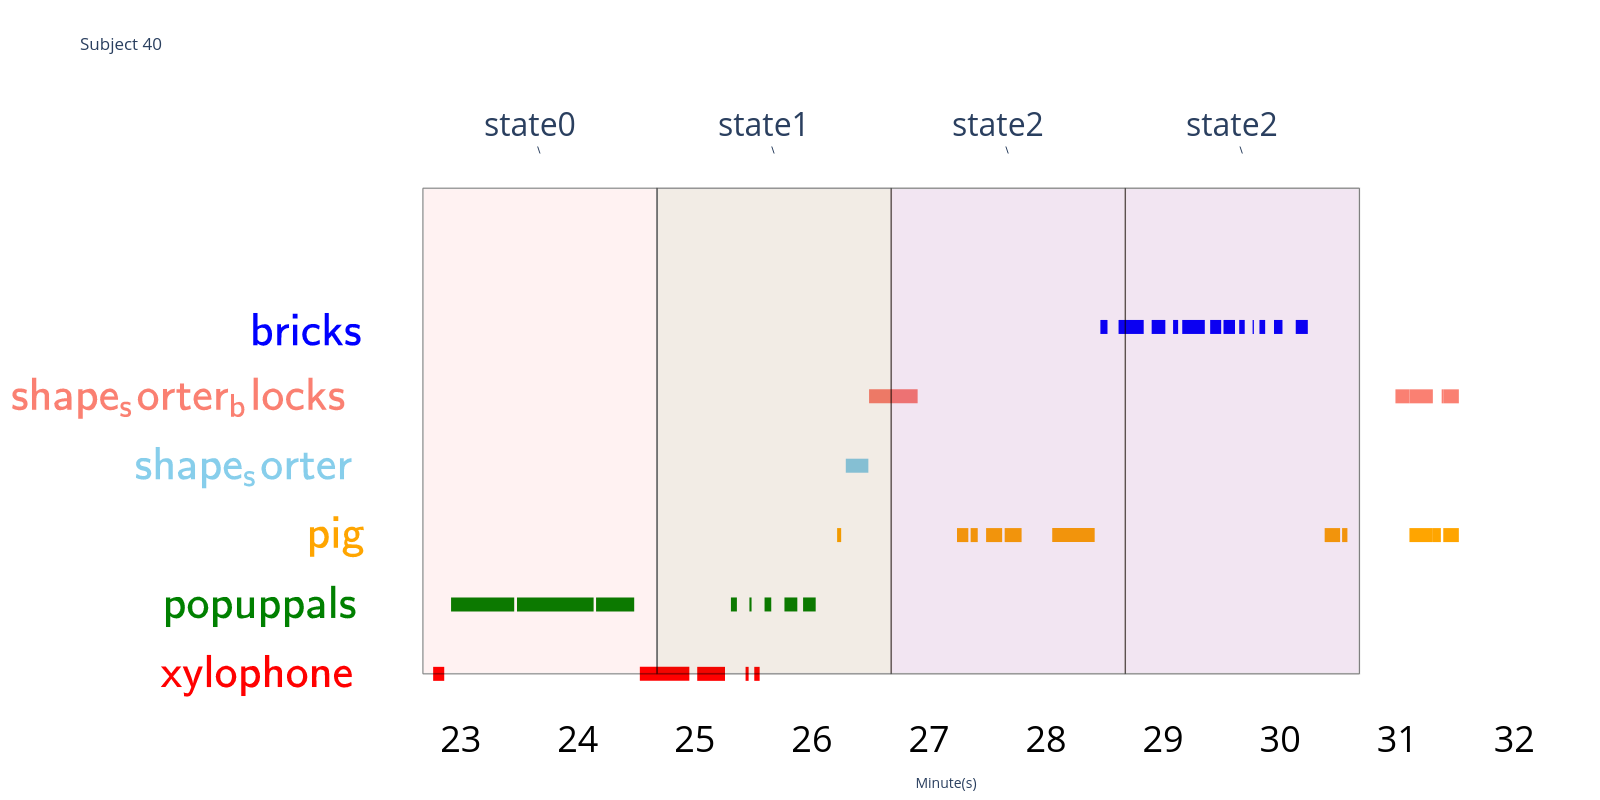 Subject 40
state0 state1 state2 state2
bricks
shapesorterblocks
shapesorter
pig
popuppals
xylophone
23 24 25 26 27 28 29 30 31 32
Minute(s)